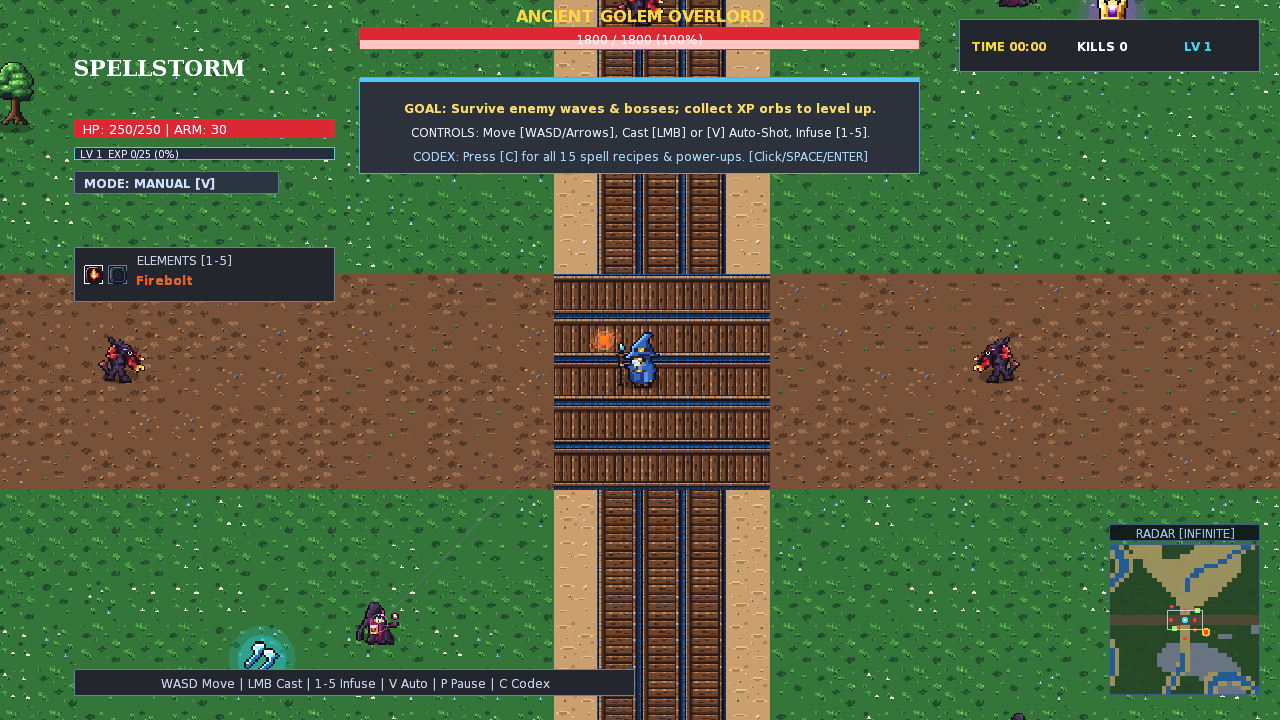 ANCIENT GOLEM OVERLORD
1800 / 1800 (100%)
TIME 00:00 KILLS 0 LV 1
SPELLSTORM
GOAL: Survive enemy waves & bosses; collect XP orbs to level up.
CONTROLS: Move [WASD/Arrows], Cast [LMB] or [V] Auto-Shot, Infuse [1-5].
CODEX: Press [C] for all 15 spell recipes & power-ups. [Click/SPACE/ENTER]
HP: 250/250 | ARM: 30
LV 1 EXP 0/25 (0%)
MODE: MANUAL [V]
ELEMENTS [1-5]
Firebolt
RADAR [INFINITE]
WASD Move | LMB Cast | 1-5 Infuse | ause | C Codex